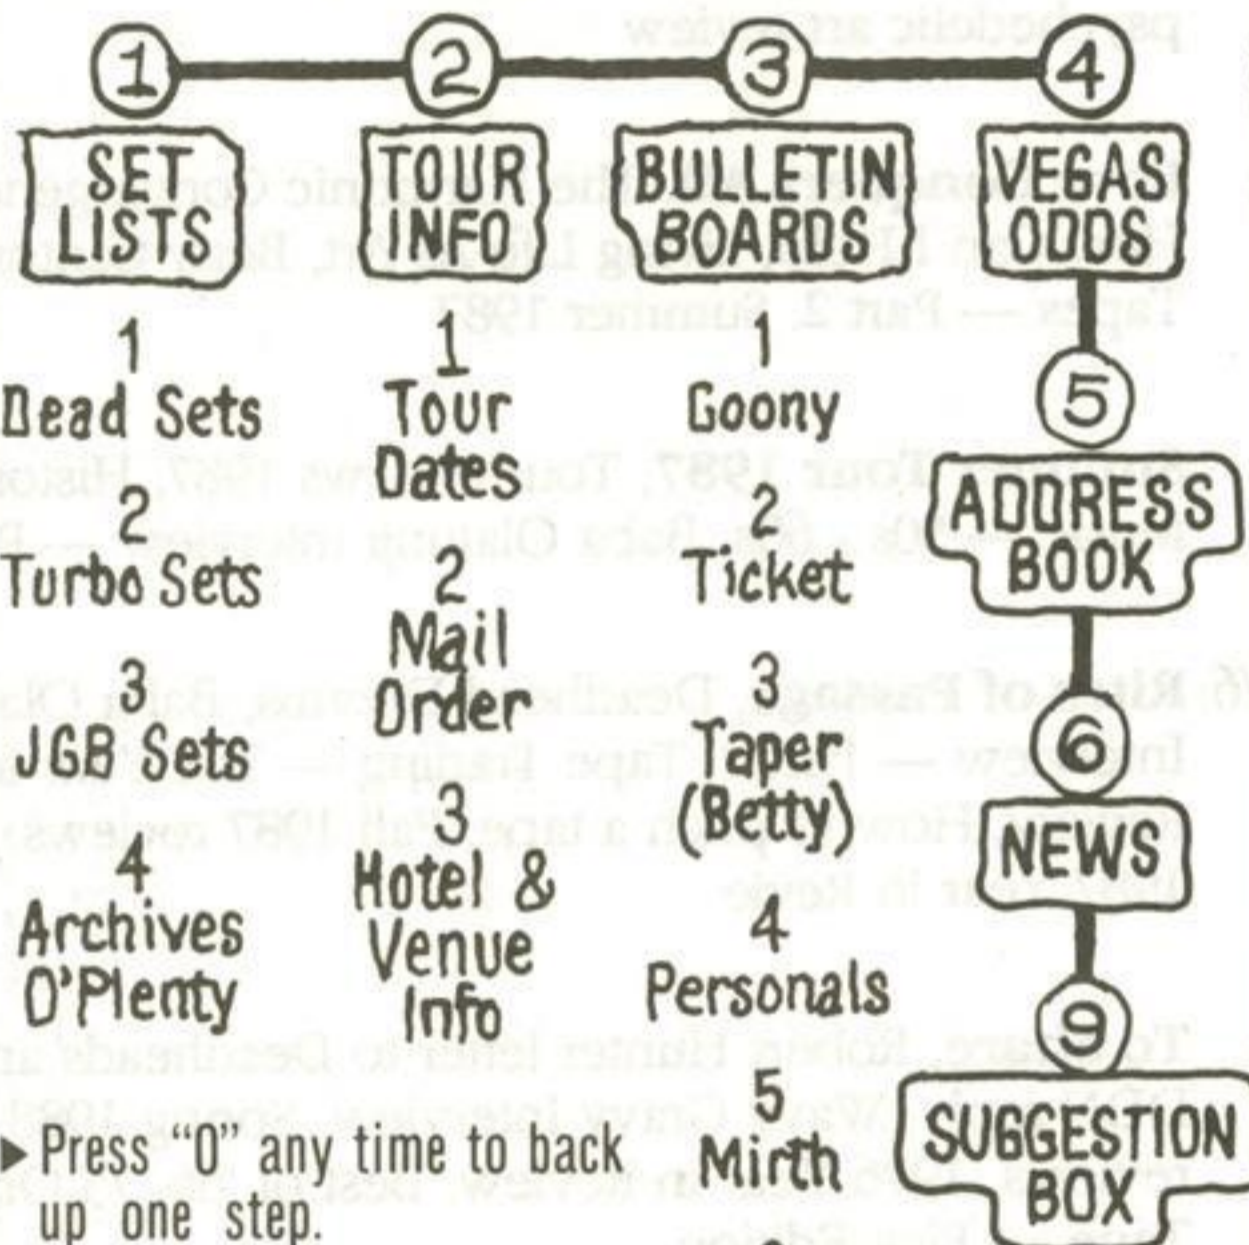 1
SET
LISTS
1
Dead Sets
2
Turbo Sets
3
JGB Sets
4
Archives
O'Plenty
2
TOUR
INFO
1
Tour
Dates
2
Mail
Order
3
Hotel &
Venue
Info
3
BULLETIN
BOARDS
1
Goony
2
Ticket
3
Taper
(Betty)
4
Personals
5
Mirth
4
VEGAS
ODDS
5
ADDRESS
BOOK
6
NEWS
9
SUGGESTION
BOX
▶ Press “0” any time to back
up one step.